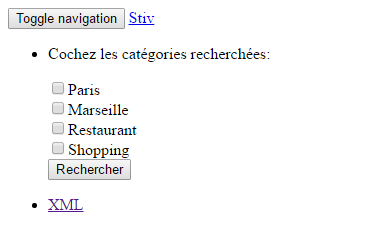 Toggle navigation Stiv
Cochez les catégories recherchées:
Paris
Marseille
Restaurant
Shopping
Rechercher
XML